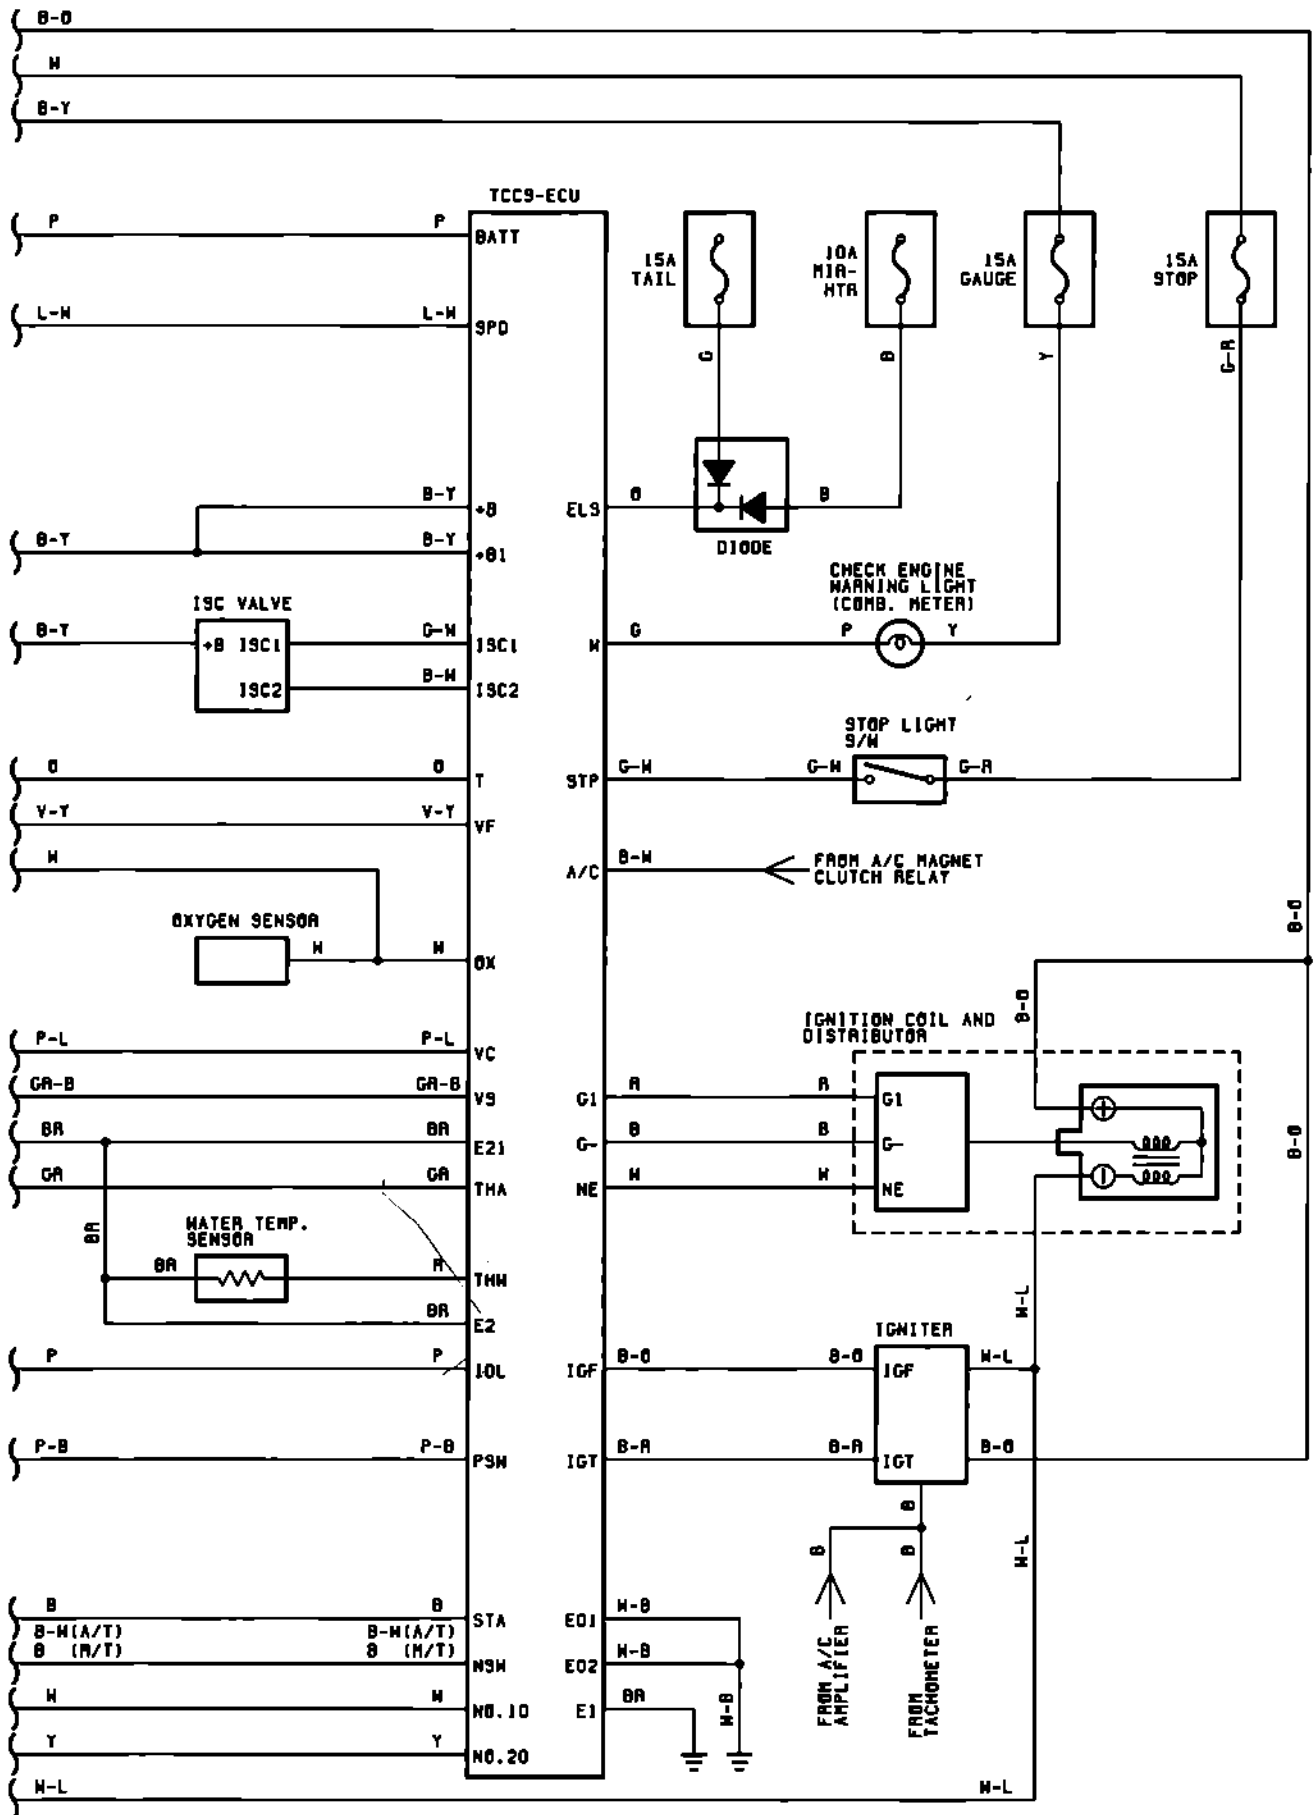 B-O
W
B-Y
TCCS-ECU
P
P
BATT
15A
TAIL
10A
MIR-
HTR
15A
GAUGE
15A
STOP
L-W
L-W
SPD
G
B
Y
G-R
B-Y
+B
ELS
O
B
DIODE
B-Y
B-Y
+B1
CHECK ENGINE
WARNING LIGHT
(COMB. METER)
ISC VALVE
B-Y
+B ISC1
G-W
ISC1
W
G
P
Y
ISC2
B-W
ISC2
STOP LIGHT
S/W
O
O
T
STP
G-W
G-W
G-R
V-Y
V-Y
VF
W
A/C
B-W
FROM A/C MAGNET
CLUTCH RELAY
OXYGEN SENSOR
W
W
OX
B-O
B-O
IGNITION COIL AND
DISTRIBUTOR
P-L
P-L
VC
GR-B
GR-B
VS
G1
R
R
G1
BR
BR
E21
G-
B
B
G-
B-O
GR
GR
THA
NE
W
W
NE
BR
WATER TEMP.
SENSOR
BR
R
THW
W-L
BR
E2
IGNITER
P
P
IDL
IGF
B-O
B-O
IGF
W-L
P-B
P-B
PSW
IGT
B-R
B-R
IGT
B-O
B
B
B
W-L
B
B
STA
EO1
W-B
B-W(A/T)
B-W(A/T)
B (M/T)
B (M/T)
NSW
EO2
W-B
W
W
NO.10
E1
BR
W-B
FROM A/C
AMPLIFIER
FROM
TACHOMETER
Y
Y
NO.20
W-L
W-L